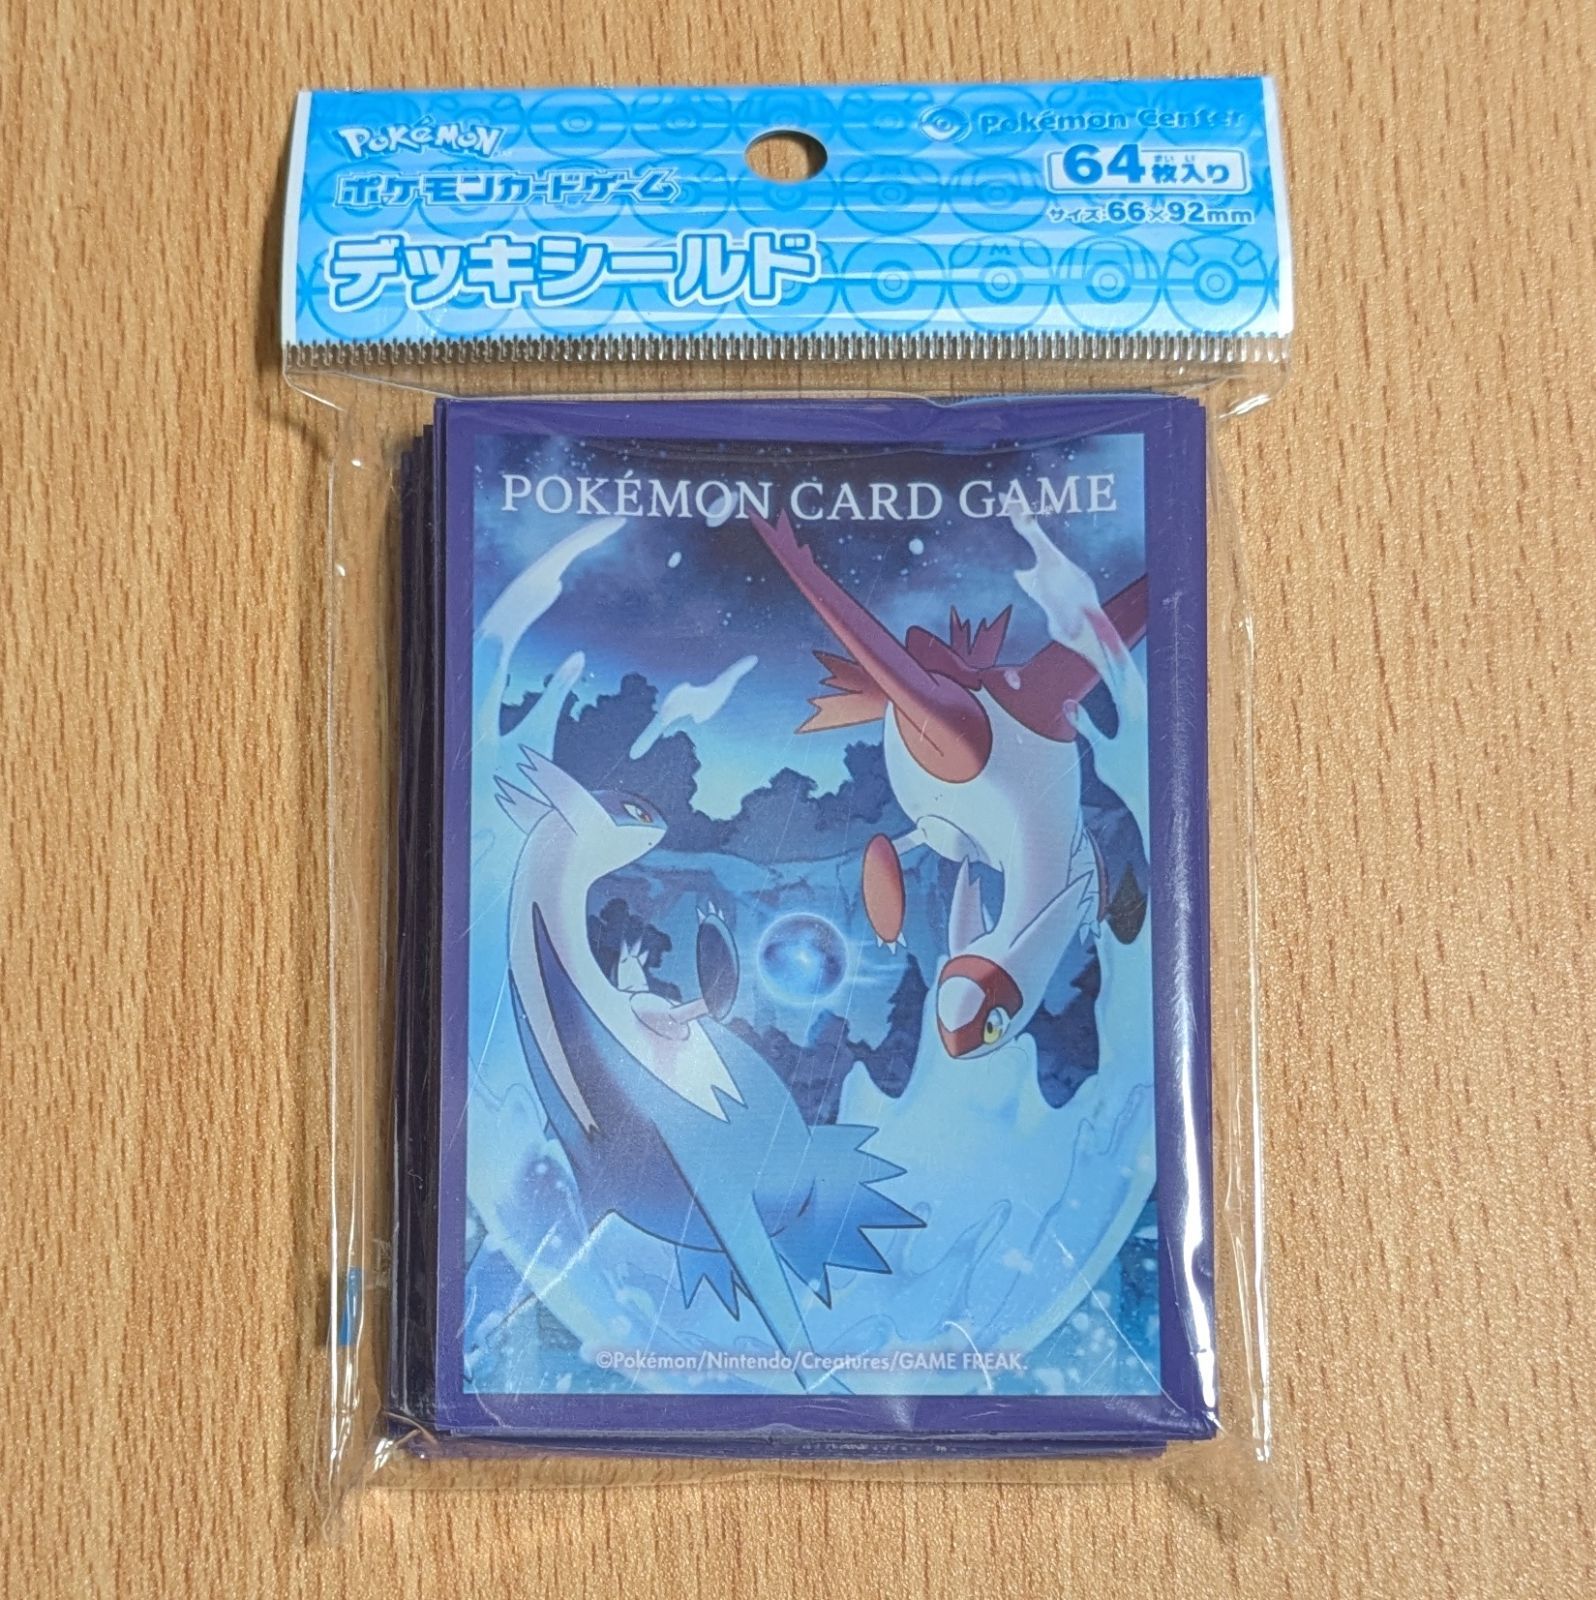 POKéMON
ポケモンカードゲーム
デッキシールド
Pokémon Center
64枚入り
サイズ:66×92mm
POKÉMON CARD GAME
©Pokémon/Nintendo/Creatures/GAME FREAK.